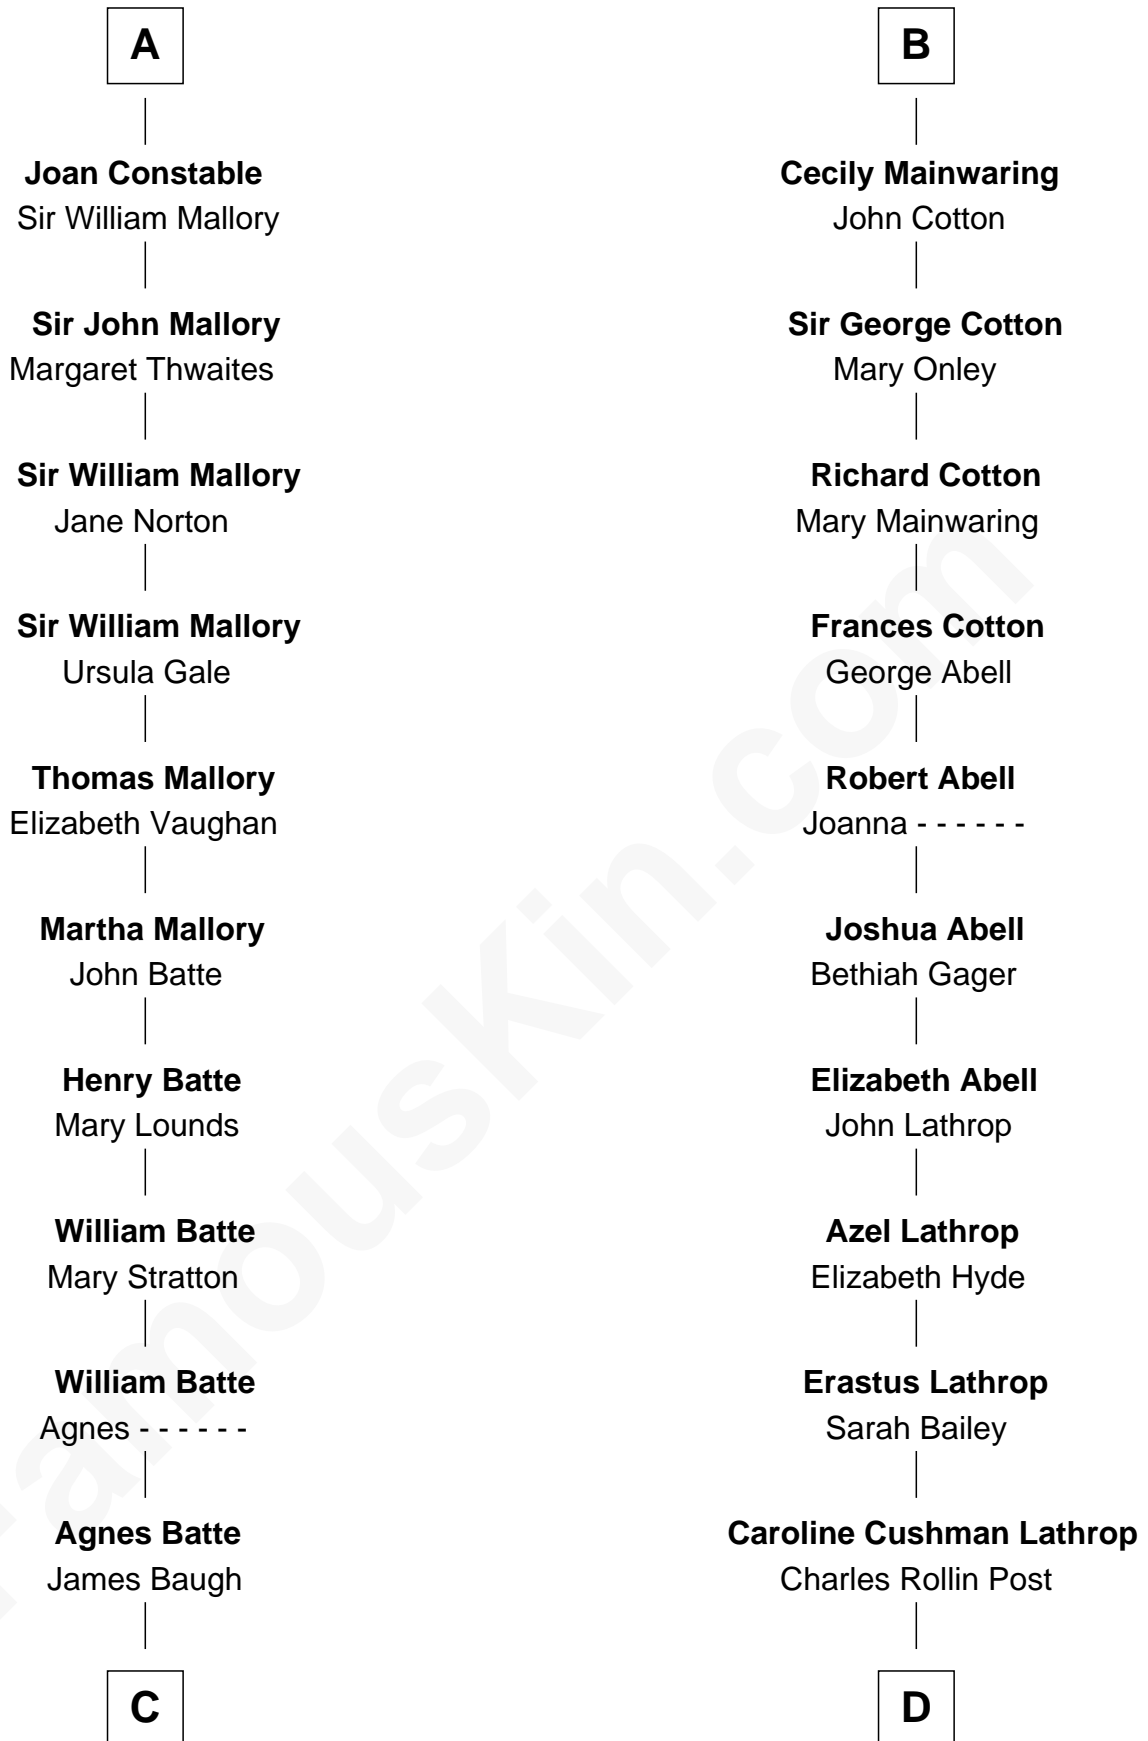 A
Joan Constable
Sir William Mallory
Sir John Mallory
Margaret Thwaites
Sir William Mallory
Jane Norton
Sir William Mallory
Ursula Gale
Thomas Mallory
Elizabeth Vaughan
Martha Mallory
John Batte
Henry Batte
Mary Lounds
William Batte
Mary Stratton
William Batte
Agnes - - - - - -
Agnes Batte
James Baugh
C
B
Cecily Mainwaring
John Cotton
Sir George Cotton
Mary Onley
Richard Cotton
Mary Mainwaring
Frances Cotton
George Abell
Robert Abell
Joanna - - - - - -
Joshua Abell
Bethiah Gager
Elizabeth Abell
John Lathrop
Azel Lathrop
Elizabeth Hyde
Erastus Lathrop
Sarah Bailey
Caroline Cushman Lathrop
Charles Rollin Post
D
FamousKin.com